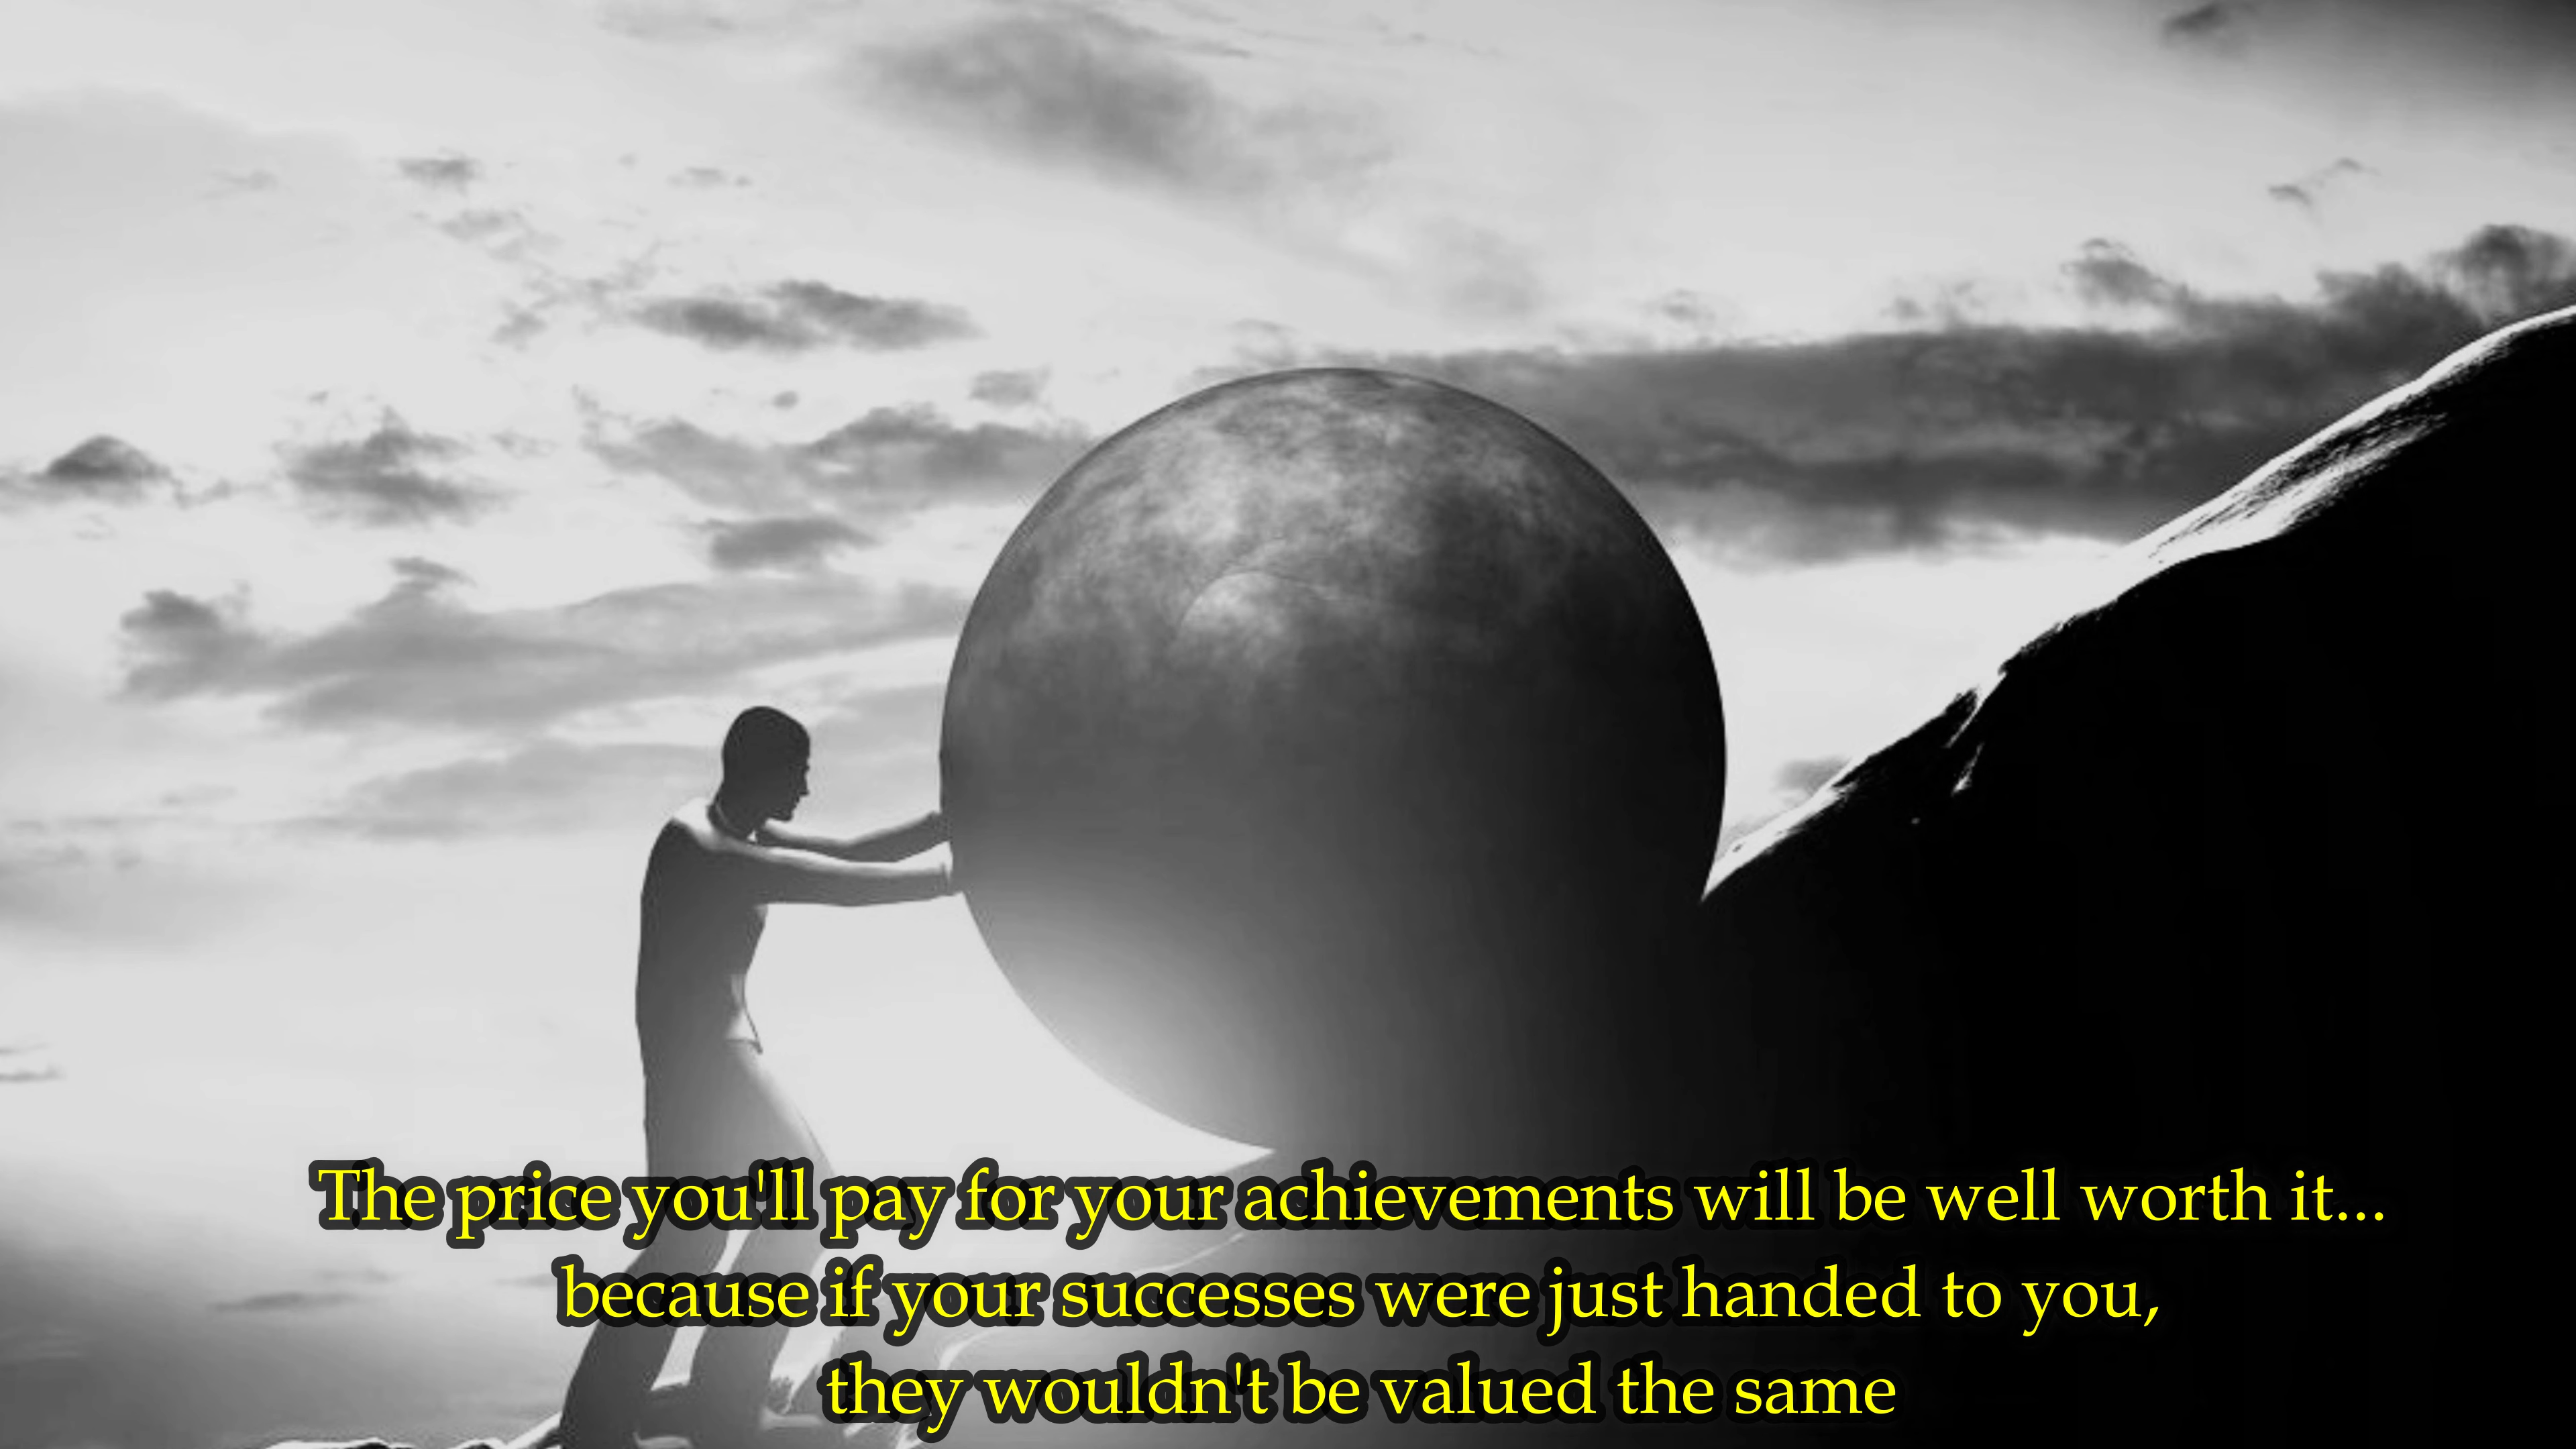 The price you'll pay for your achievements will be well worth it...
because if your successes were just handed to you,
they wouldn't be valued the same